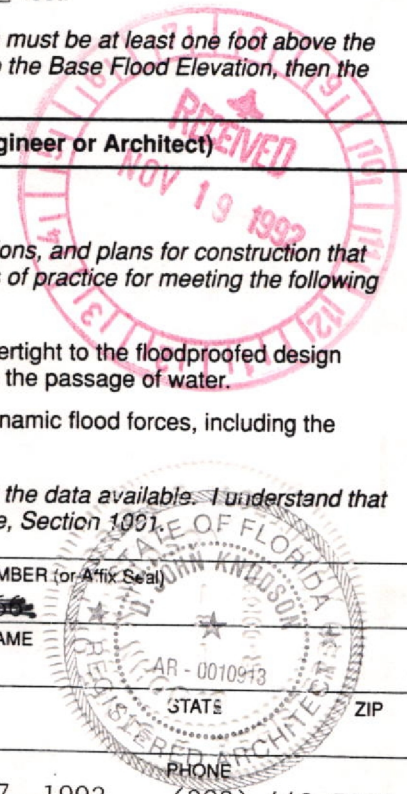 must be at least one foot above the
the Base Flood Elevation, then the
gineer or Architect)
RECEIVED
NOV 19 1992
ons, and plans for construction that
of practice for meeting the following
ertight to the floodproofed design
the passage of water.
namic flood forces, including the
the data available. I understand that
e, Section 1001.
MBER (or Affix Seal)
STATE OF FLORIDA
D. JOHN KNUDSON
AR - 0010913
REGISTERED ARCHITECT
AME
STATE
ZIP
PHONE
1992